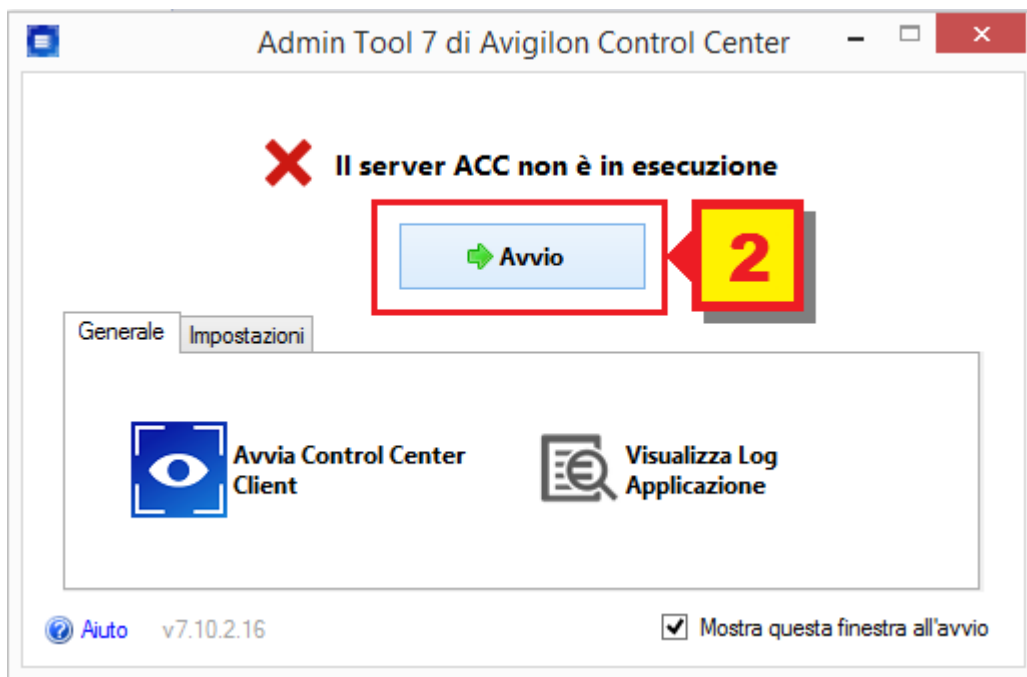 Admin Tool 7 di Avigilon Control Center
Il server ACC non è in esecuzione
Avvio
2
Generale
Impostazioni
Avvia Control Center
Client
Visualizza Log
Applicazione
Aiuto
v7.10.2.16
Mostra questa finestra all'avvio